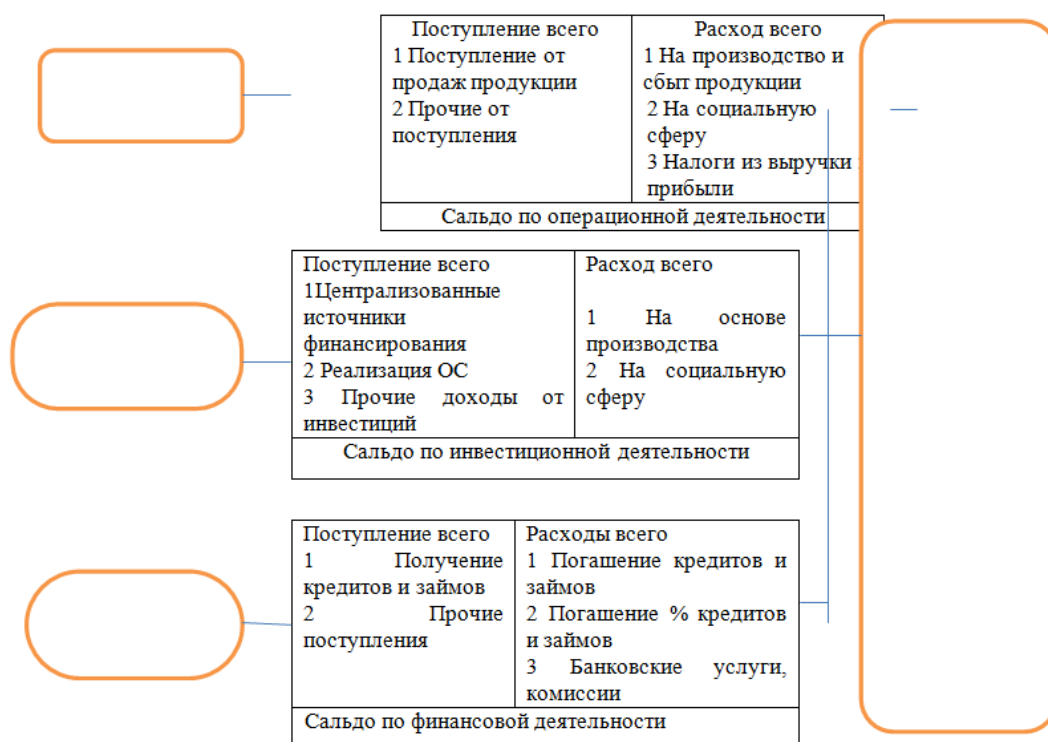 Поступление всего
1 Поступление от
продаж продукции
2 Прочие от
поступления
Расход всего
1 На производство и
сбыт продукции
2 На социальную
сферу
3 Налоги из выручки
прибыли
Сальдо по операционной деятельности
Поступление всего
1Централизованные
источники
финансирования
2 Реализация ОС
3 Прочие доходы от
инвестиций
Расход всего
1 На основе
производства
2 На социальную
сферу
Сальдо по инвестиционной деятельности
Поступление всего
1 Получение
кредитов и займов
2 Прочие
поступления
Расходы всего
1 Погашение кредитов и
займов
2 Погашение % кредитов
и займов
3 Банковские услуги,
комиссии
Сальдо по финансовой деятельности